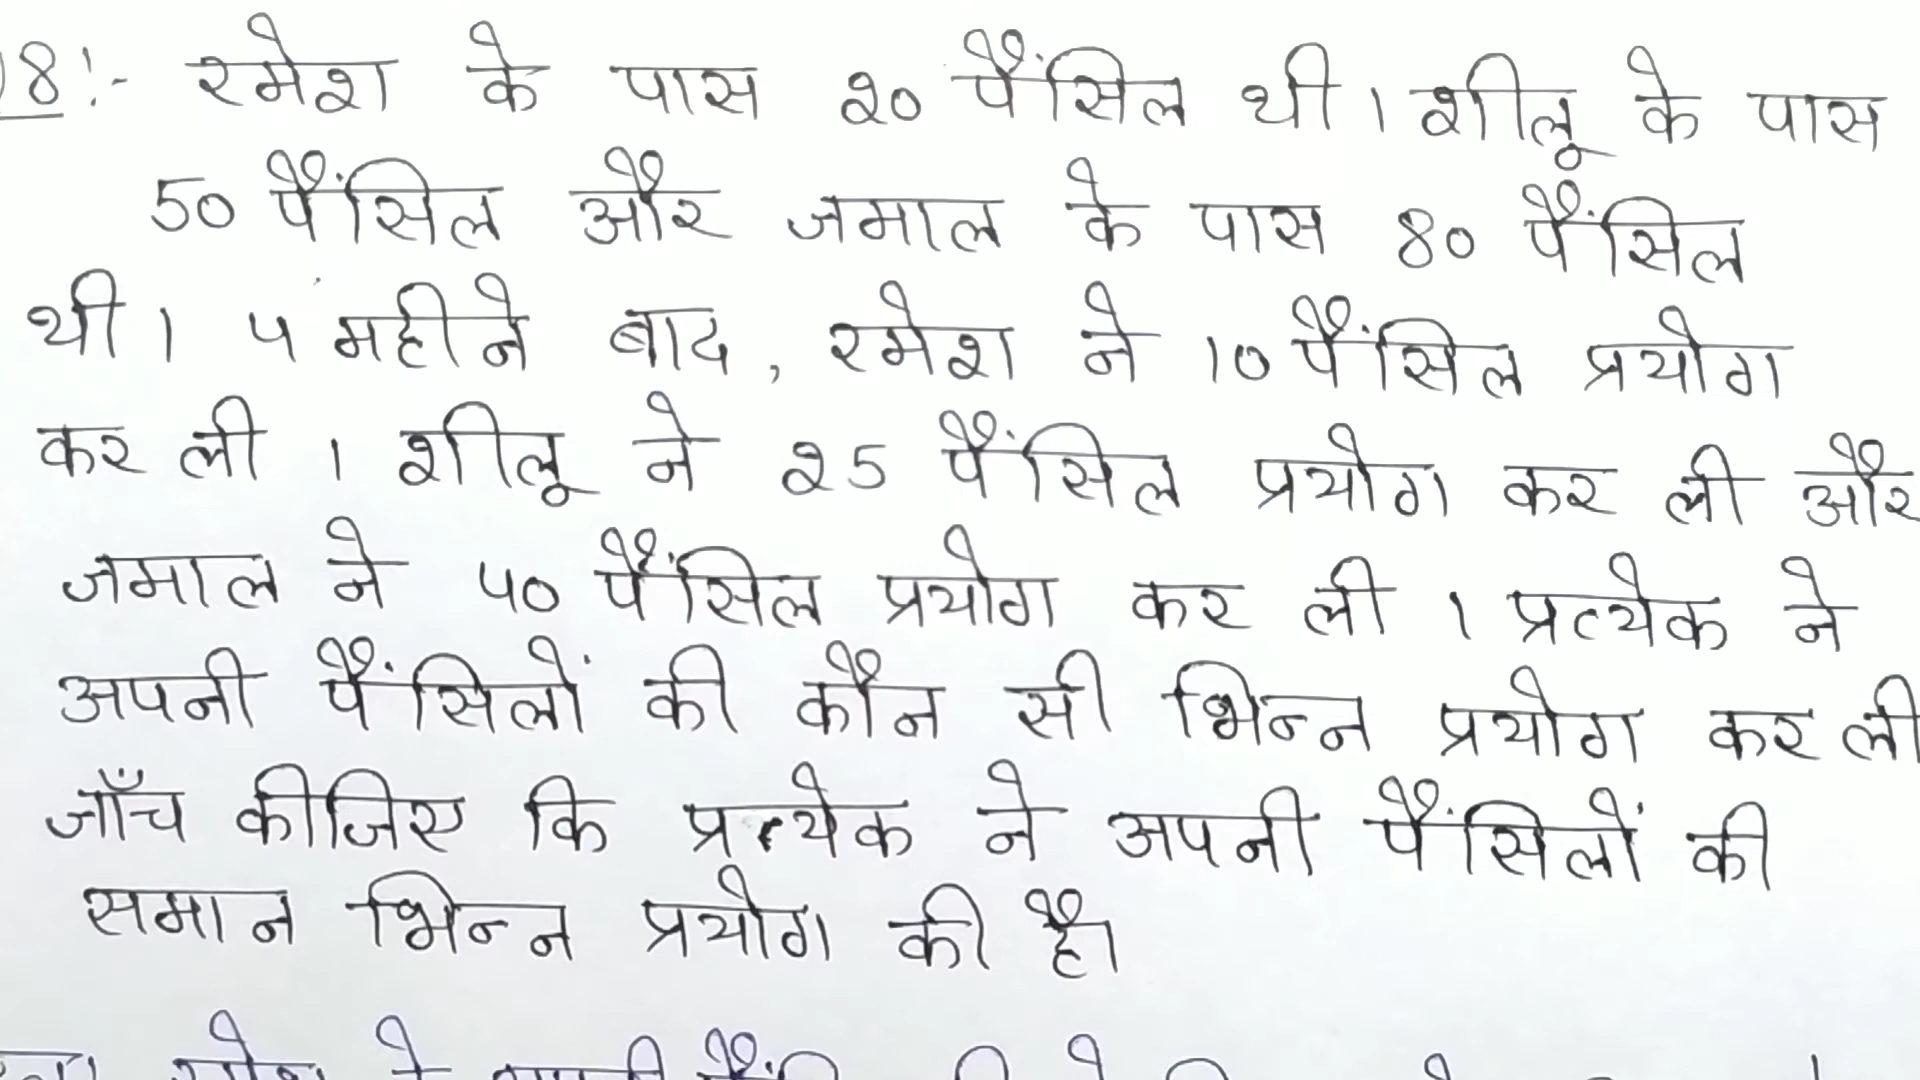 8:- रमेश के पास 20 पैंसिल थी। शीलू के पास
50 पैंसिल और जमाल के पास 80 पैंसिल
थी। 4 महीने बाद, रमेश ने 10 पैंसिल प्रयोग
कर ली। शीलू ने 25 पैंसिल प्रयोग कर ली और
जमाल ने 40 पैंसिल प्रयोग कर ली। प्रत्येक ने
अपनी पैंसिलों की कौन सी भिन्न प्रयोग कर ली
जाँच कीजिए कि प्रत्येक ने अपनी पैंसिलों की
समान भिन्न प्रयोग की है।